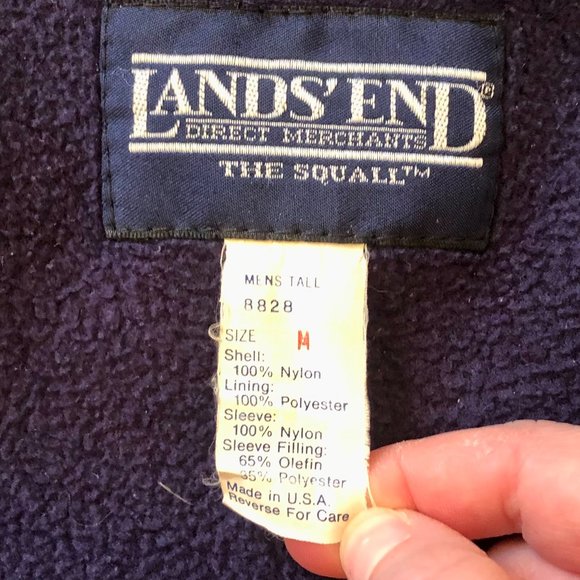 LANDS' END®
DIRECT MERCHANTS
THE SQUALL™
MENS TALL
8828
SIZE M
Shell:
100% Nylon
Lining:
100% Polyester
Sleeve:
100% Nylon
Sleeve Filling:
65% Olefin
35% Polyester
Made in U.S.A.
Reverse For Care